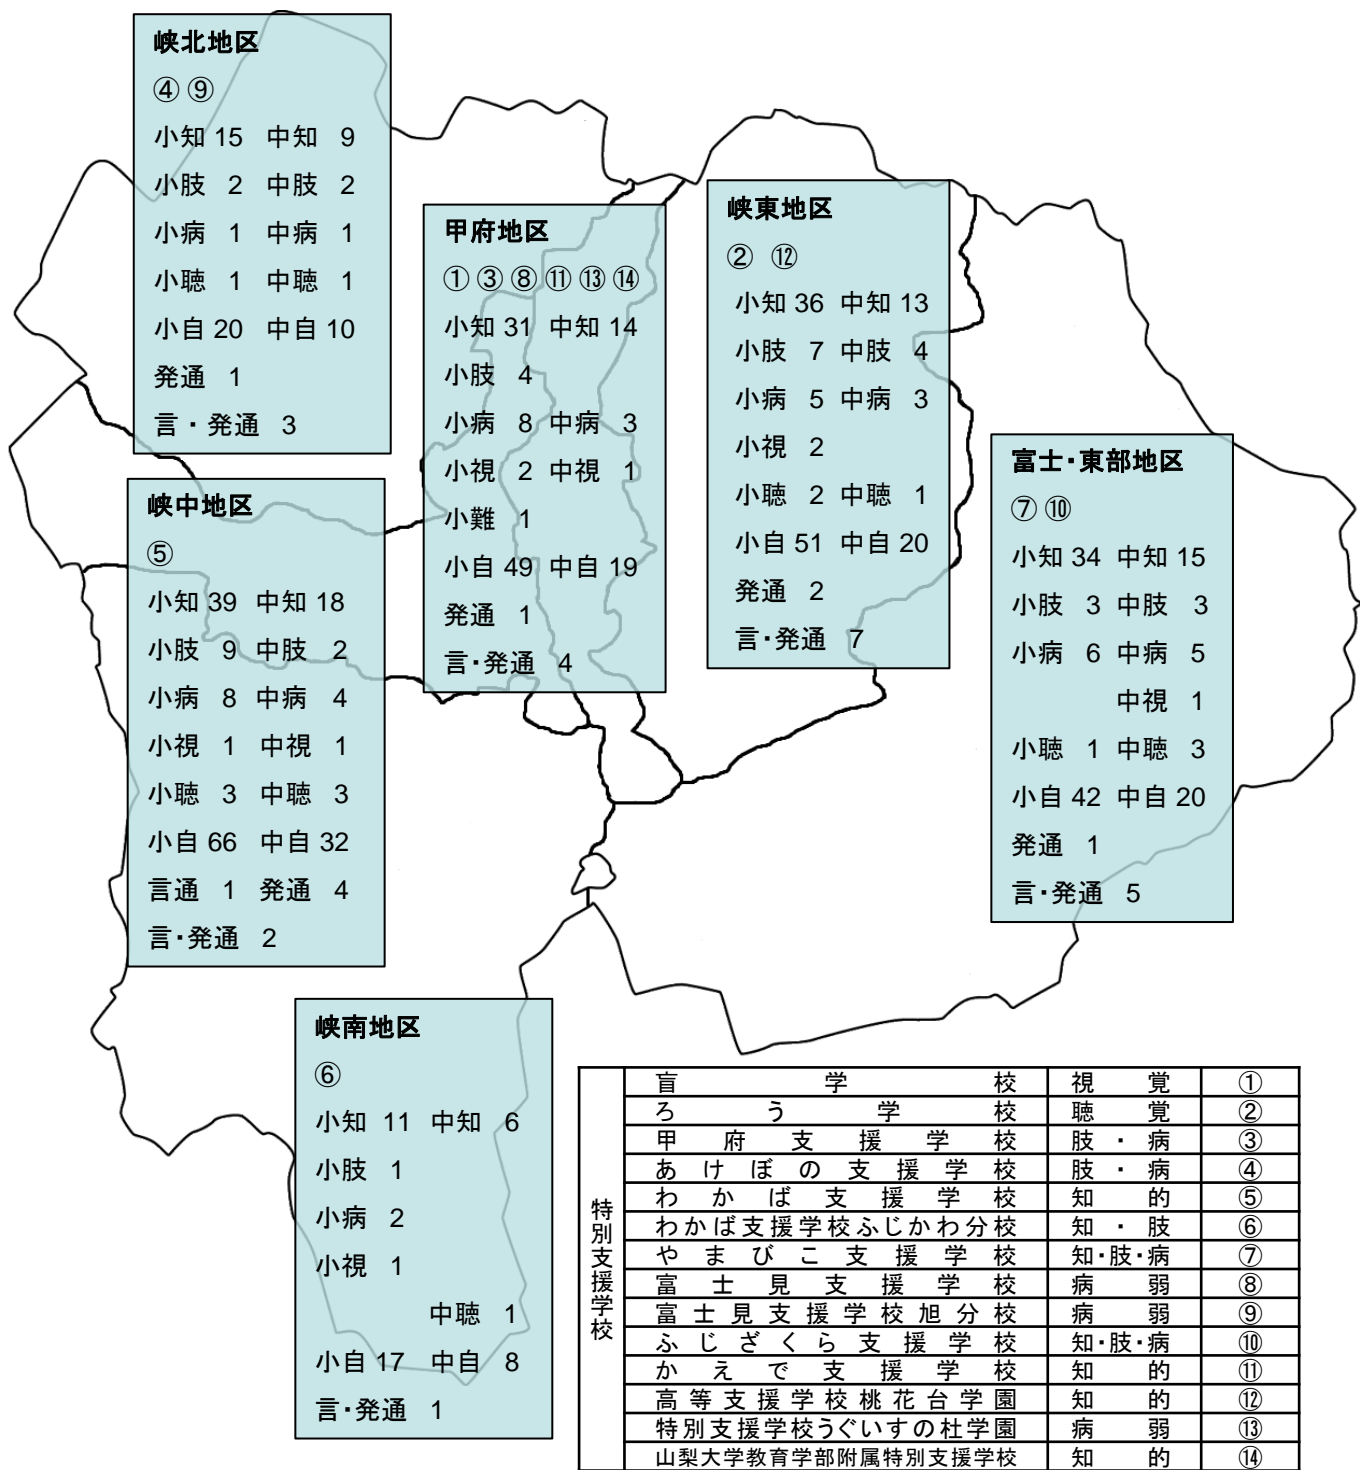 峡北地区
④⑨
小知 15 中知 9
小肢 2 中肢 2
小病 1 中病 1
小聴 1 中聴 1
小自 20 中自 10
発通 1
言・発通 3
甲府地区
①③⑧⑪⑬⑭
小知 31 中知 14
小肢 4
小病 8 中病 3
小視 2 中視 1
小難 1
小自 49 中自 19
発通 1
言・発通 4
峡東地区
② ⑫
小知 36 中知 13
小肢 7 中肢 4
小病 5 中病 3
小視 2
小聴 2 中聴 1
小自 51 中自 20
発通 2
言・発通 7
富士・東部地区
⑦⑩
小知 34 中知 15
小肢 3 中肢 3
小病 6 中病 5
中視 1
小聴 1 中聴 3
小自 42 中自 20
発通 1
言・発通 5
峡中地区
⑤
小知 39 中知 18
小肢 9 中肢 2
小病 8 中病 4
小視 1 中視 1
小聴 3 中聴 3
小自 66 中自 32
言通 1 発通 4
言・発通 2
峡南地区
⑥
小知 11 中知 6
小肢 1
小病 2
小視 1
中聴 1
小自 17 中自 8
言・発通 1
特別支援学校
盲学校 視覚 ①
ろう学校 聴覚 ②
甲府支援学校 肢・病 ③
あけぼの支援学校 肢・病 ④
わかば支援学校 知的 ⑤
わかば支援学校ふじかわ分校 知・肢 ⑥
やまびこ支援学校 知・肢・病 ⑦
富士見支援学校 病弱 ⑧
富士見支援学校旭分校 病弱 ⑨
ふじざくら支援学校 知・肢・病 ⑩
かえで支援学校 知的 ⑪
高等支援学校桃花台学園 知的 ⑫
特別支援学校うぐいすの杜学園 病弱 ⑬
山梨大学教育学部附属特別支援学校 知的 ⑭